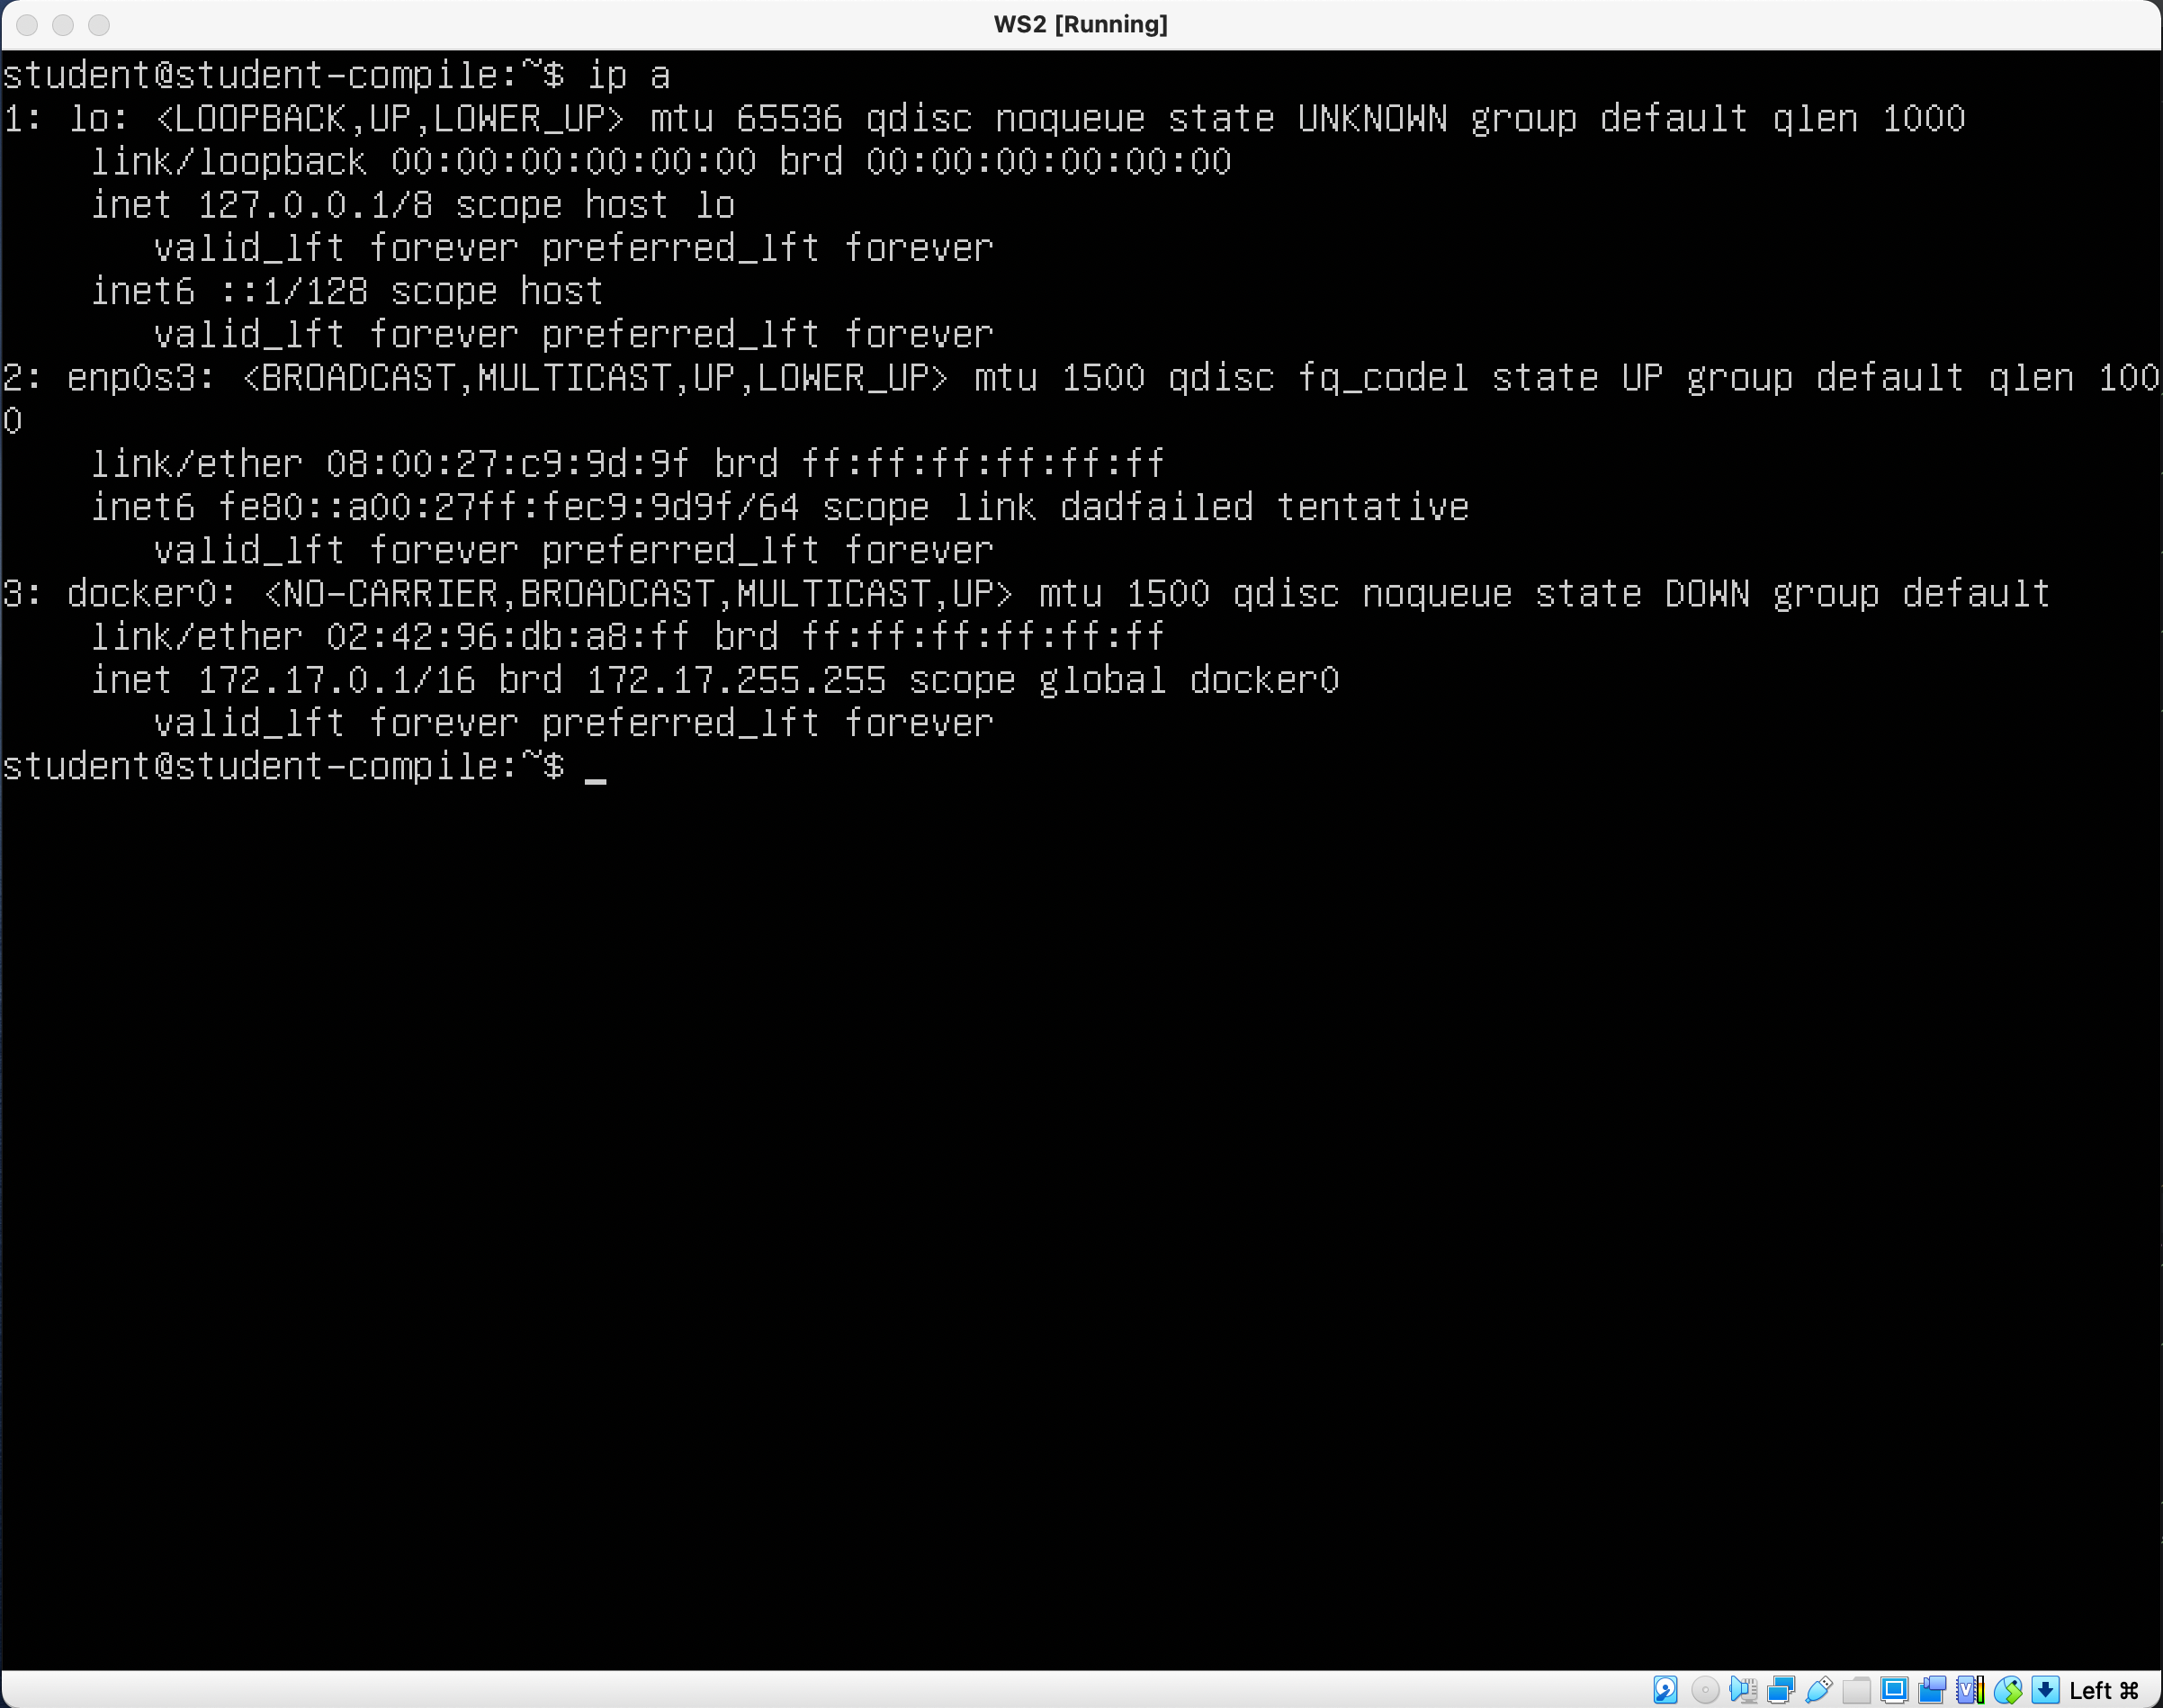 WS2 [Running]
student@student-compile:~$ ip a
1: lo: <LOOPBACK,UP,LOWER_UP> mtu 65536 qdisc noqueue state UNKNOWN group default qlen 1000
    link/loopback 00:00:00:00:00:00 brd 00:00:00:00:00:00
    inet 127.0.0.1/8 scope host lo
       valid_lft forever preferred_lft forever
    inet6 ::1/128 scope host
       valid_lft forever preferred_lft forever
2: enp0s3: <BROADCAST,MULTICAST,UP,LOWER_UP> mtu 1500 qdisc fq_codel state UP group default qlen 100
0
    link/ether 08:00:27:c9:9d:9f brd ff:ff:ff:ff:ff:ff
    inet6 fe80::a00:27ff:fec9:9d9f/64 scope link dadfailed tentative
       valid_lft forever preferred_lft forever
3: docker0: <NO-CARRIER,BROADCAST,MULTICAST,UP> mtu 1500 qdisc noqueue state DOWN group default
    link/ether 02:42:96:db:a8:ff brd ff:ff:ff:ff:ff:ff
    inet 172.17.0.1/16 brd 172.17.255.255 scope global docker0
       valid_lft forever preferred_lft forever
student@student-compile:~$ _
Left ⌘